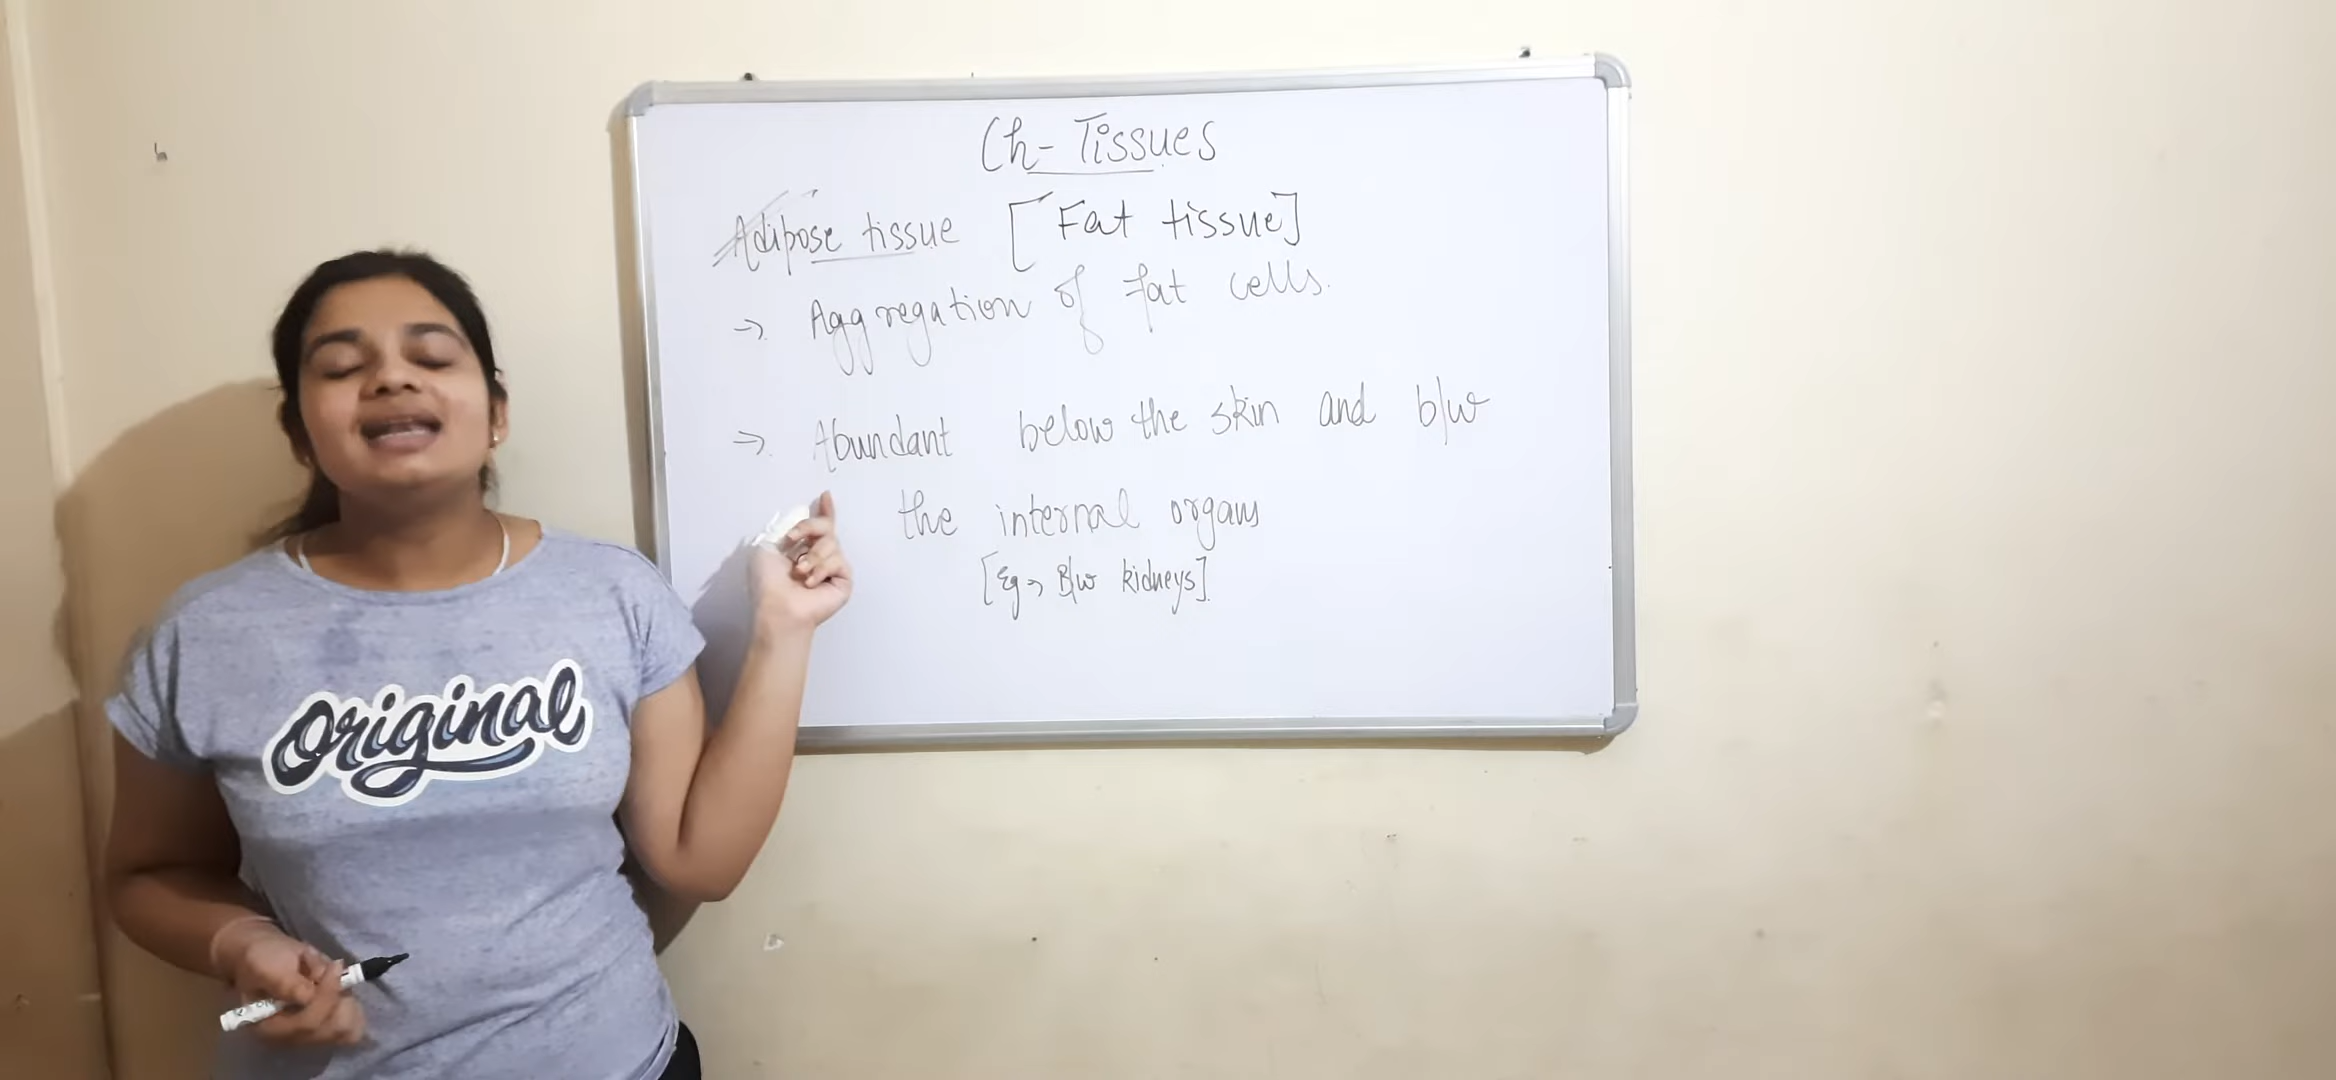 Ch- Tissues
Adipose tissue [Fat tissue]
→ Aggregation of fat cells.
→ Abundant below the skin and b/w
the internal organs
[Eg→ B/w kidneys].
Original